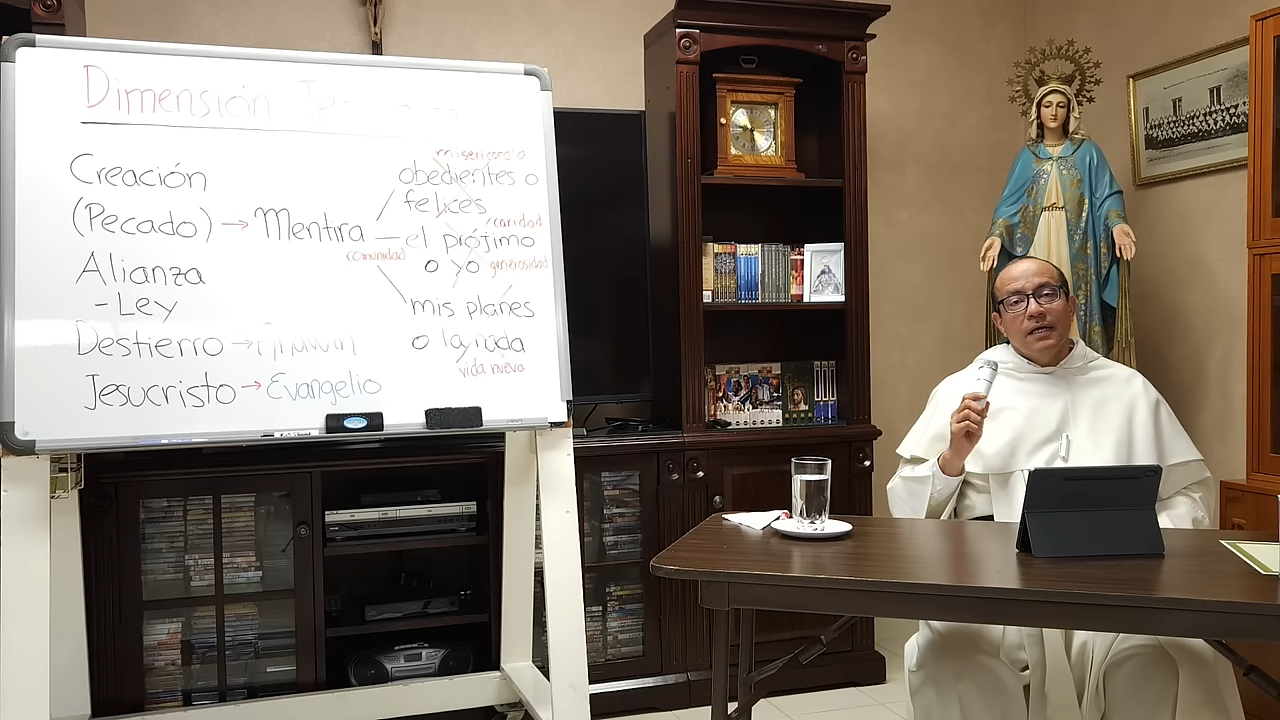 Dimensión
misericordia
Creación
obedientes o
felices
(Pecado) → Mentira
caridad
el prójimo
comunidad
o yo generosidad
Alianza
- Ley
mis planes
Destierro →
o la nada
vida nueva
Jesucristo → Evangelio